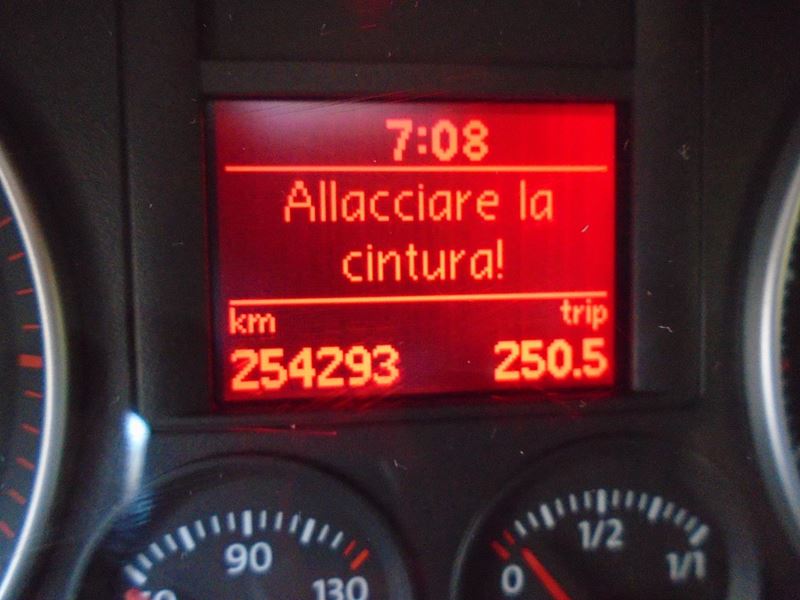 7:08
Allacciare la
cintura!
km trip
254293 250.5
90 1/2
130 0 1/1